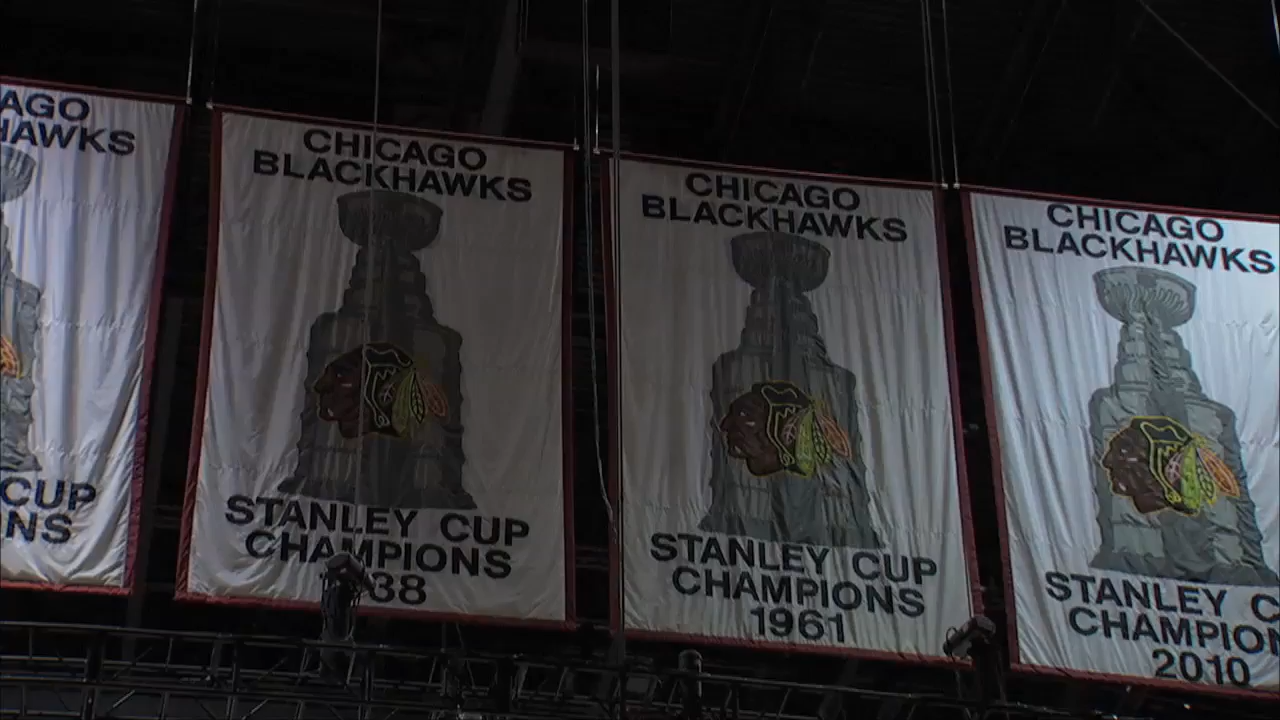 AGO
HAWKS
CUP
NS
CHICAGO
BLACKHAWKS
STANLEY CUP
CHAMPIONS
38
CHICAGO
BLACKHAWKS
STANLEY CUP
CHAMPIONS
1961
CHICAGO
BLACKHAWKS
STANLEY C
CHAMPION
2010